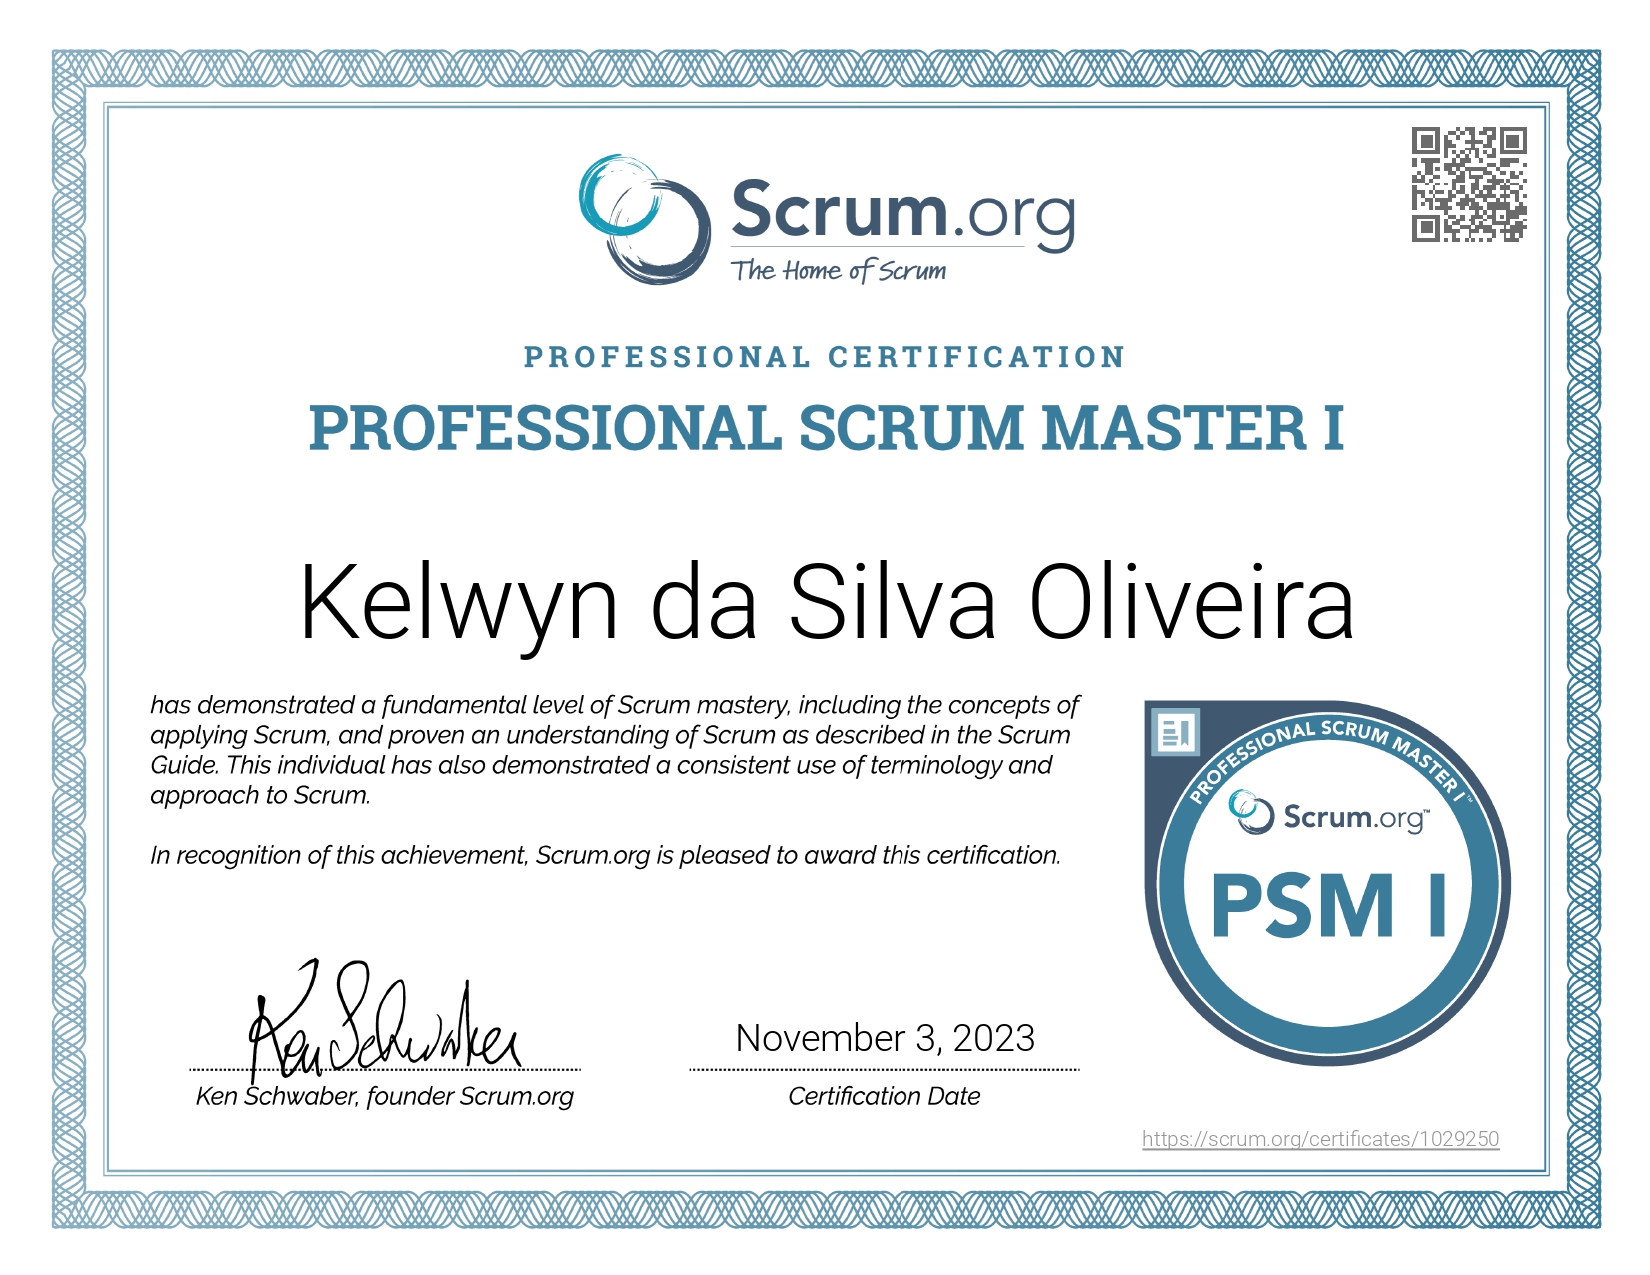 Scrum.org
The Home of Scrum
PROFESSIONAL CERTIFICATION
PROFESSIONAL SCRUM MASTER I
Kelwyn da Silva Oliveira
has demonstrated a fundamental level of Scrum mastery, including the concepts of
applying Scrum, and proven an understanding of Scrum as described in the Scrum
Guide. This individual has also demonstrated a consistent use of terminology and
approach to Scrum.
In recognition of this achievement, Scrum.org is pleased to award this certification.
PROFESSIONAL SCRUM MASTER I™
Scrum.org™
PSM I
Ken Schwaber
November 3, 2023
Ken Schwaber, founder Scrum.org
Certification Date
https://scrum.org/certificates/1029250